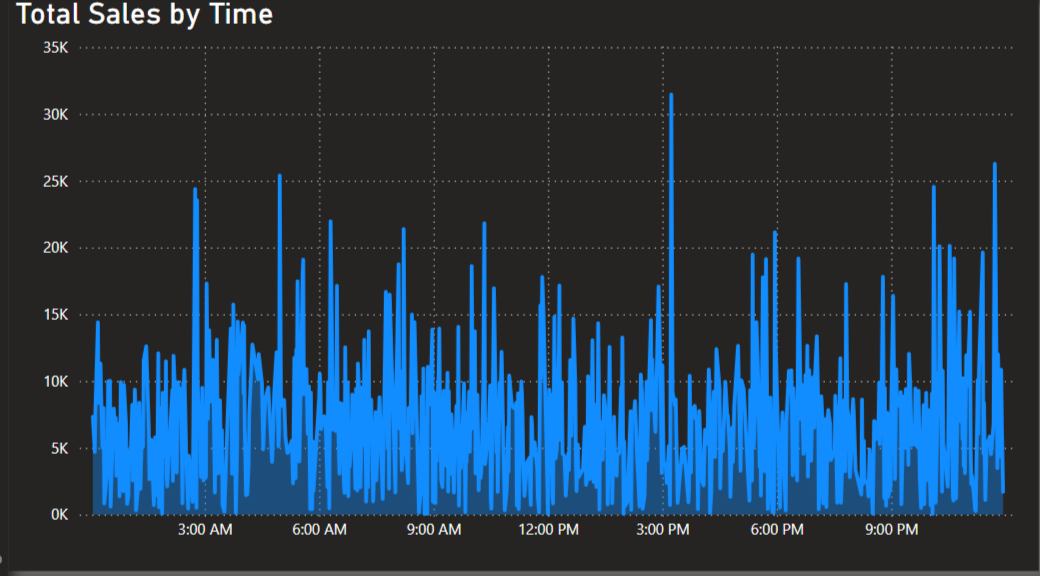 Total Sales by Time
35K
30K
25K
20K
15K
10K
5K
0K
3:00 AM 6:00 AM 9:00 AM 12:00 PM 3:00 PM 6:00 PM 9:00 PM